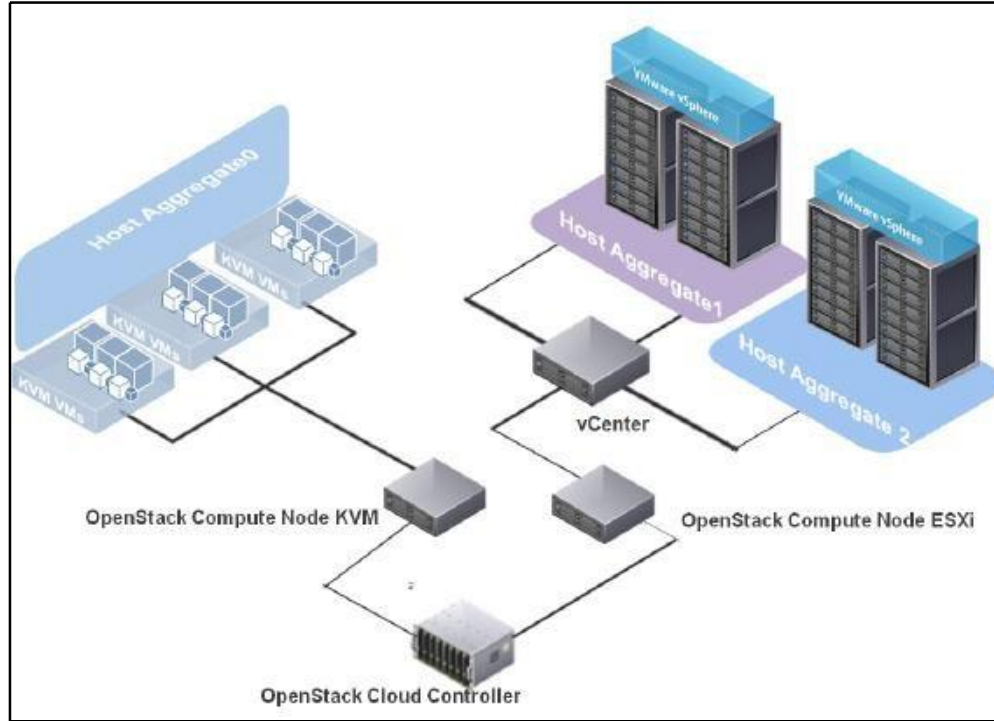 VMware vSphere
VMware vSphere
Host Aggregate0
KVM VMs
KVM VMs
KVM VMs
Host Aggregate1
Host Aggregate 2
vCenter
OpenStack Compute Node KVM
OpenStack Compute Node ESXi
OpenStack Cloud Controller